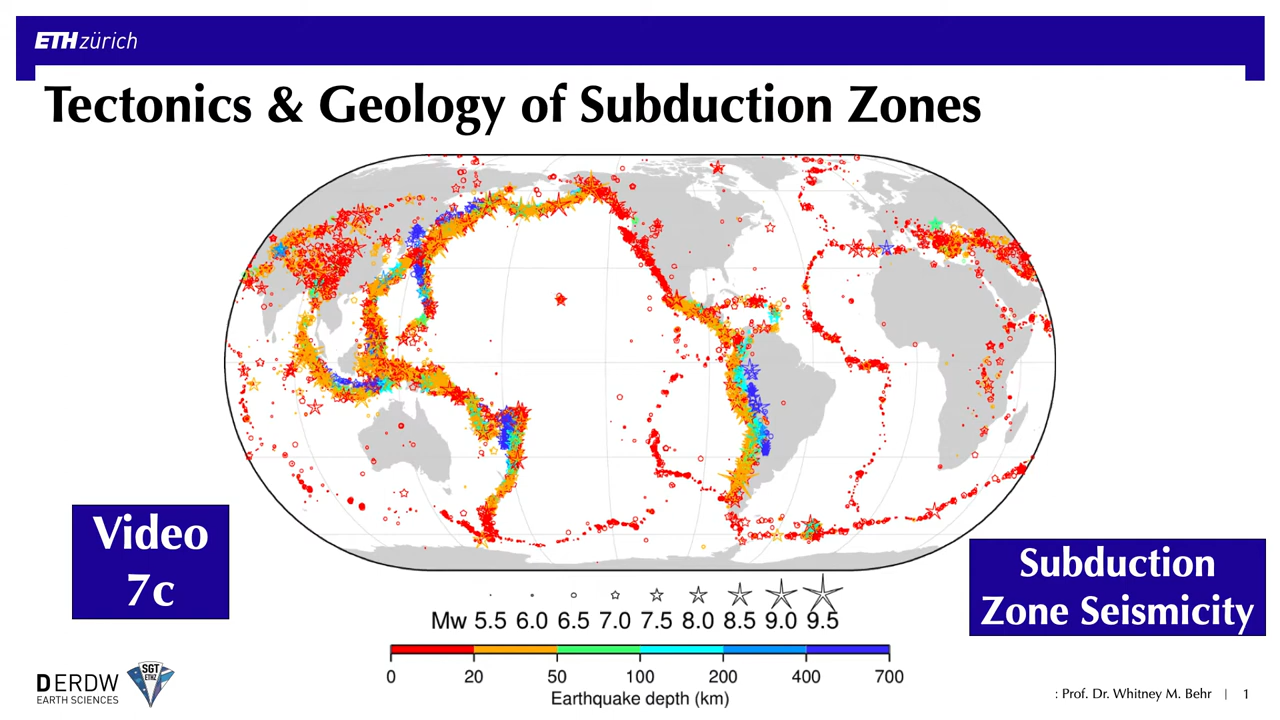 ETH zürich
Tectonics & Geology of Subduction Zones
Video
7c
Subduction
Zone Seismicity
Mw 5.5 6.0 6.5 7.0 7.5 8.0 8.5 9.0 9.5
0 20 50 100 200 400 700
Earthquake depth (km)
DERDW
EARTH SCIENCES
SGT
ETHZ
: Prof. Dr. Whitney M. Behr | 1